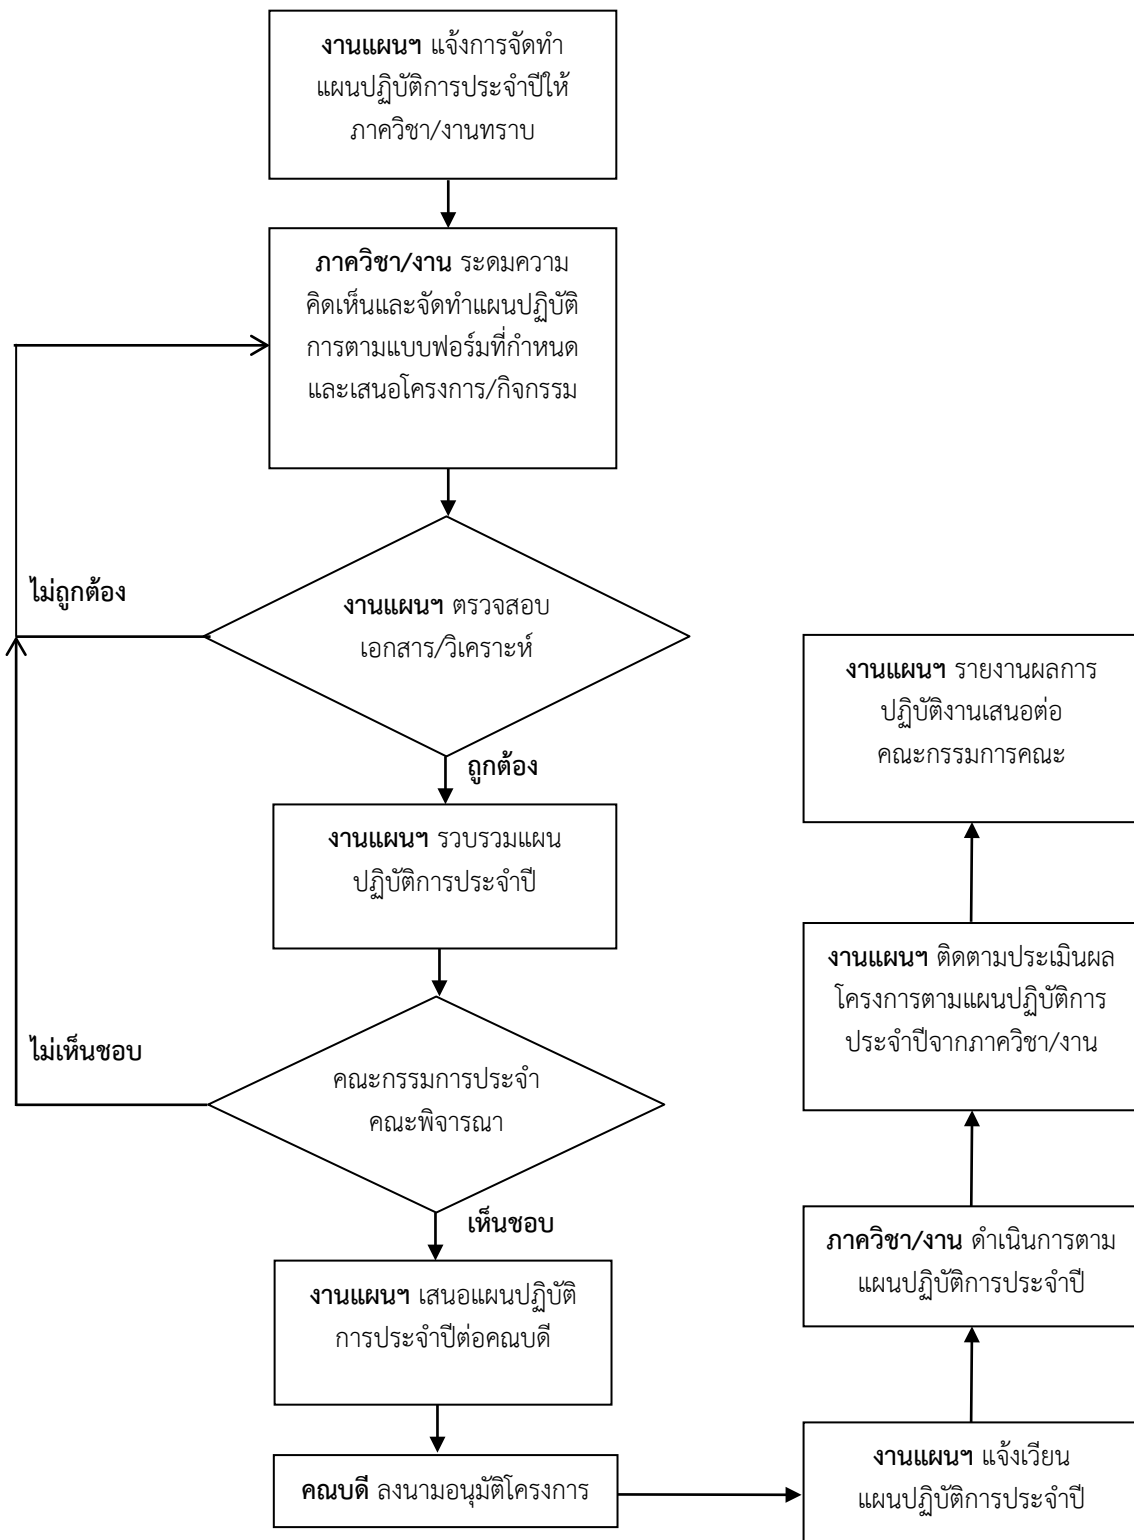 งานแผนฯ แจ้งการจัดทำ
แผนปฏิบัติการประจำปีให้
ภาควิชา/งานทราบ
ภาควิชา/งาน ระดมความ
คิดเห็นและจัดทำแผนปฏิบัติ
การตามแบบฟอร์มที่กำหนด
และเสนอโครงการ/กิจกรรม
ไม่ถูกต้อง
งานแผนฯ ตรวจสอบ
เอกสาร/วิเคราะห์
ถูกต้อง
งานแผนฯ รวบรวมแผน
ปฏิบัติการประจำปี
ไม่เห็นชอบ
คณะกรรมการประจำ
คณะพิจารณา
เห็นชอบ
งานแผนฯ เสนอแผนปฏิบัติ
การประจำปีต่อคณบดี
คณบดี ลงนามอนุมัติโครงการ
งานแผนฯ แจ้งเวียน
แผนปฏิบัติการประจำปี
ภาควิชา/งาน ดำเนินการตาม
แผนปฏิบัติการประจำปี
งานแผนฯ ติดตามประเมินผล
โครงการตามแผนปฏิบัติการ
ประจำปีจากภาควิชา/งาน
งานแผนฯ รายงานผลการ
ปฏิบัติงานเสนอต่อ
คณะกรรมการคณะ